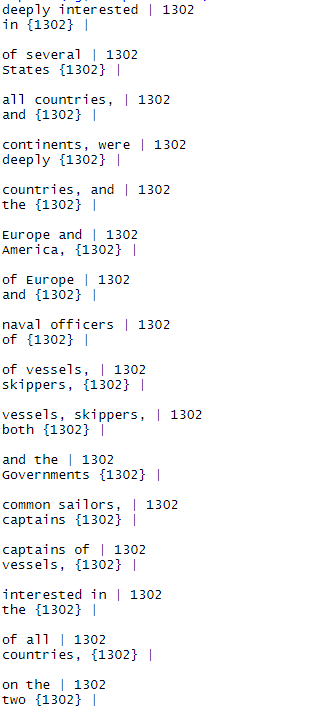 deeply interested | 1302
in {1302} |
of several | 1302
States {1302} |
all countries, | 1302
and {1302} |
continents, were | 1302
deeply {1302} |
countries, and | 1302
the {1302} |
Europe and | 1302
America, {1302} |
of Europe | 1302
and {1302} |
naval officers | 1302
of {1302} |
of vessels, | 1302
skippers, {1302} |
vessels, skippers, | 1302
both {1302} |
and the | 1302
Governments {1302} |
common sailors, | 1302
captains {1302} |
captains of | 1302
vessels, {1302} |
interested in | 1302
the {1302} |
of all | 1302
countries, {1302} |
on the | 1302
two {1302} |